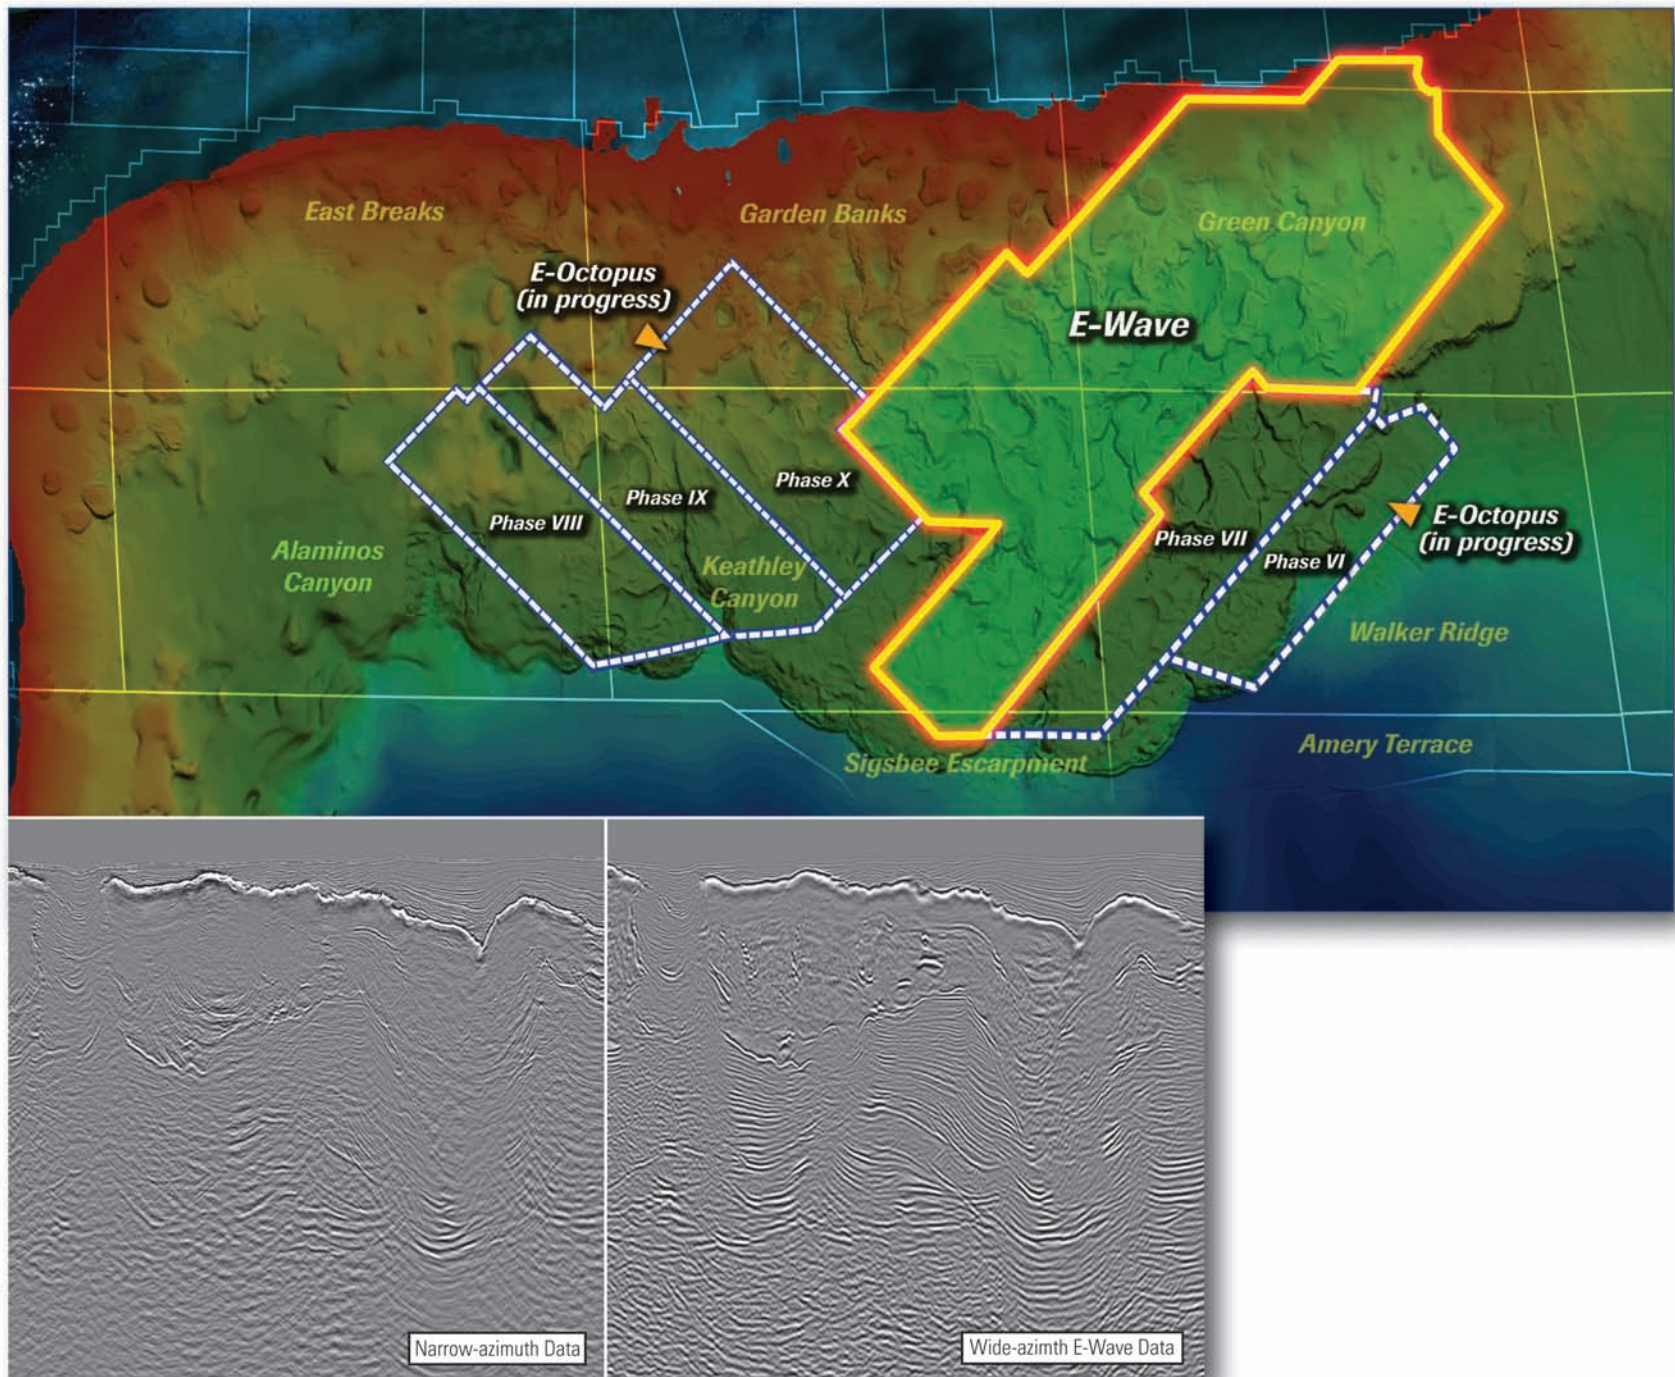 East Breaks
Garden Banks
Green Canyon
E-Octopus
(in progress)
E-Wave
Phase X
Phase IX
Phase VIII
Alaminos
Canyon
Keathley
Canyon
Phase VII
Phase VI
E-Octopus
(in progress)
Walker Ridge
Amery Terrace
Sigsbee Escarpment
Narrow-azimuth Data
Wide-azimth E-Wave Data